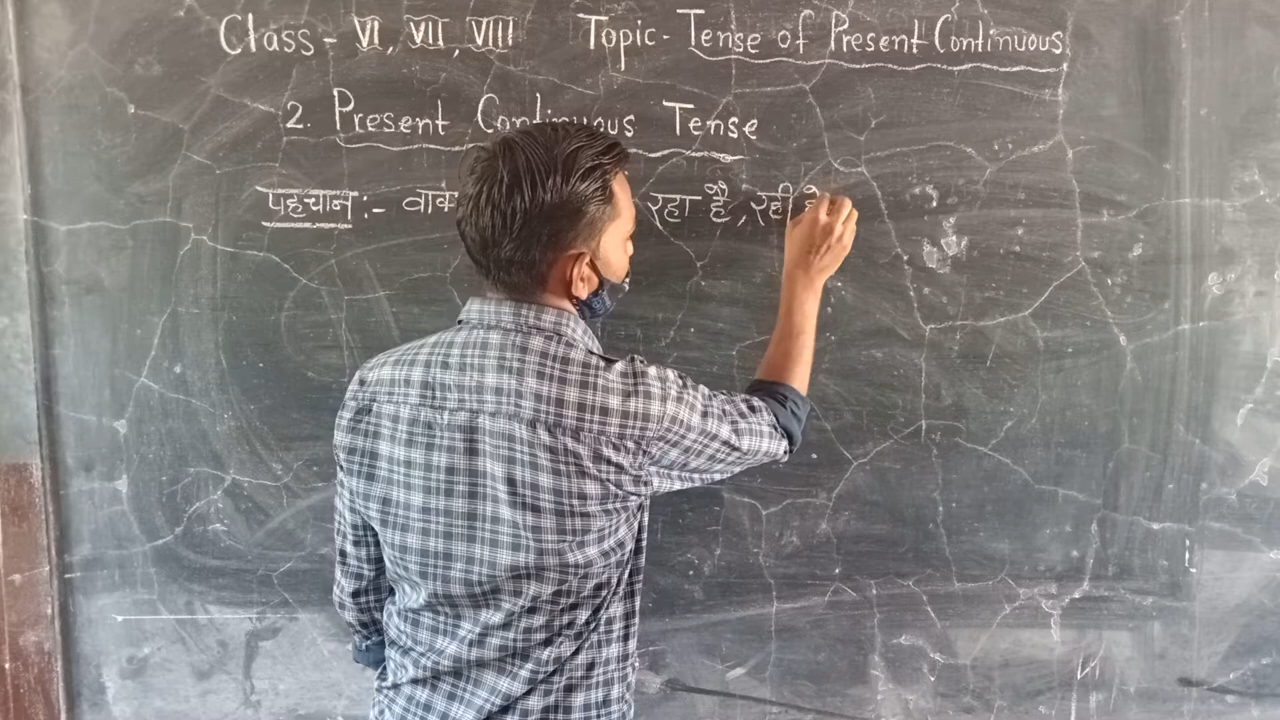 Class - VI, VII, VIII Topic - Tense of Present Continuous
2. Present Continuous Tense
पहचान :- रहा है, रही है